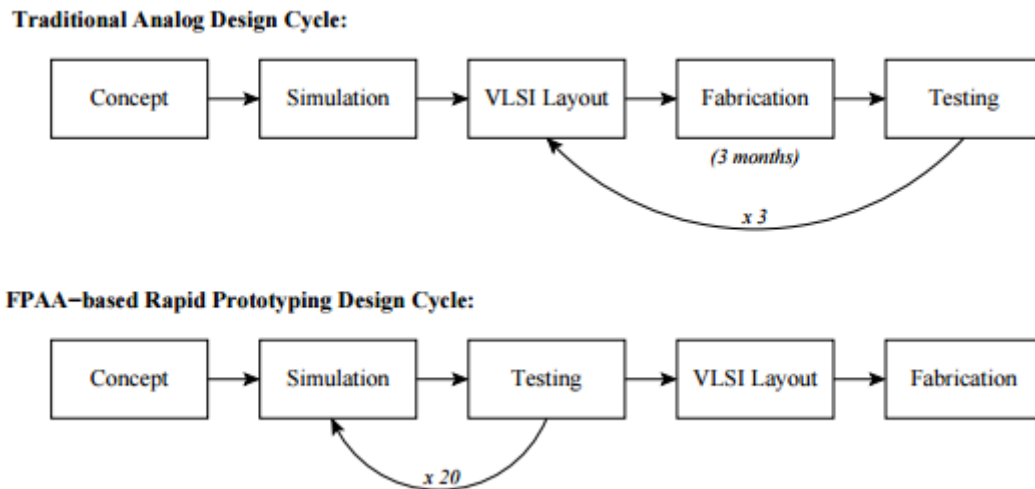 Traditional Analog Design Cycle:
Concept
Simulation
VLSI Layout
Fabrication
Testing
(3 months)
x 3
FPAA−based Rapid Prototyping Design Cycle:
Concept
Simulation
Testing
VLSI Layout
Fabrication
x 20